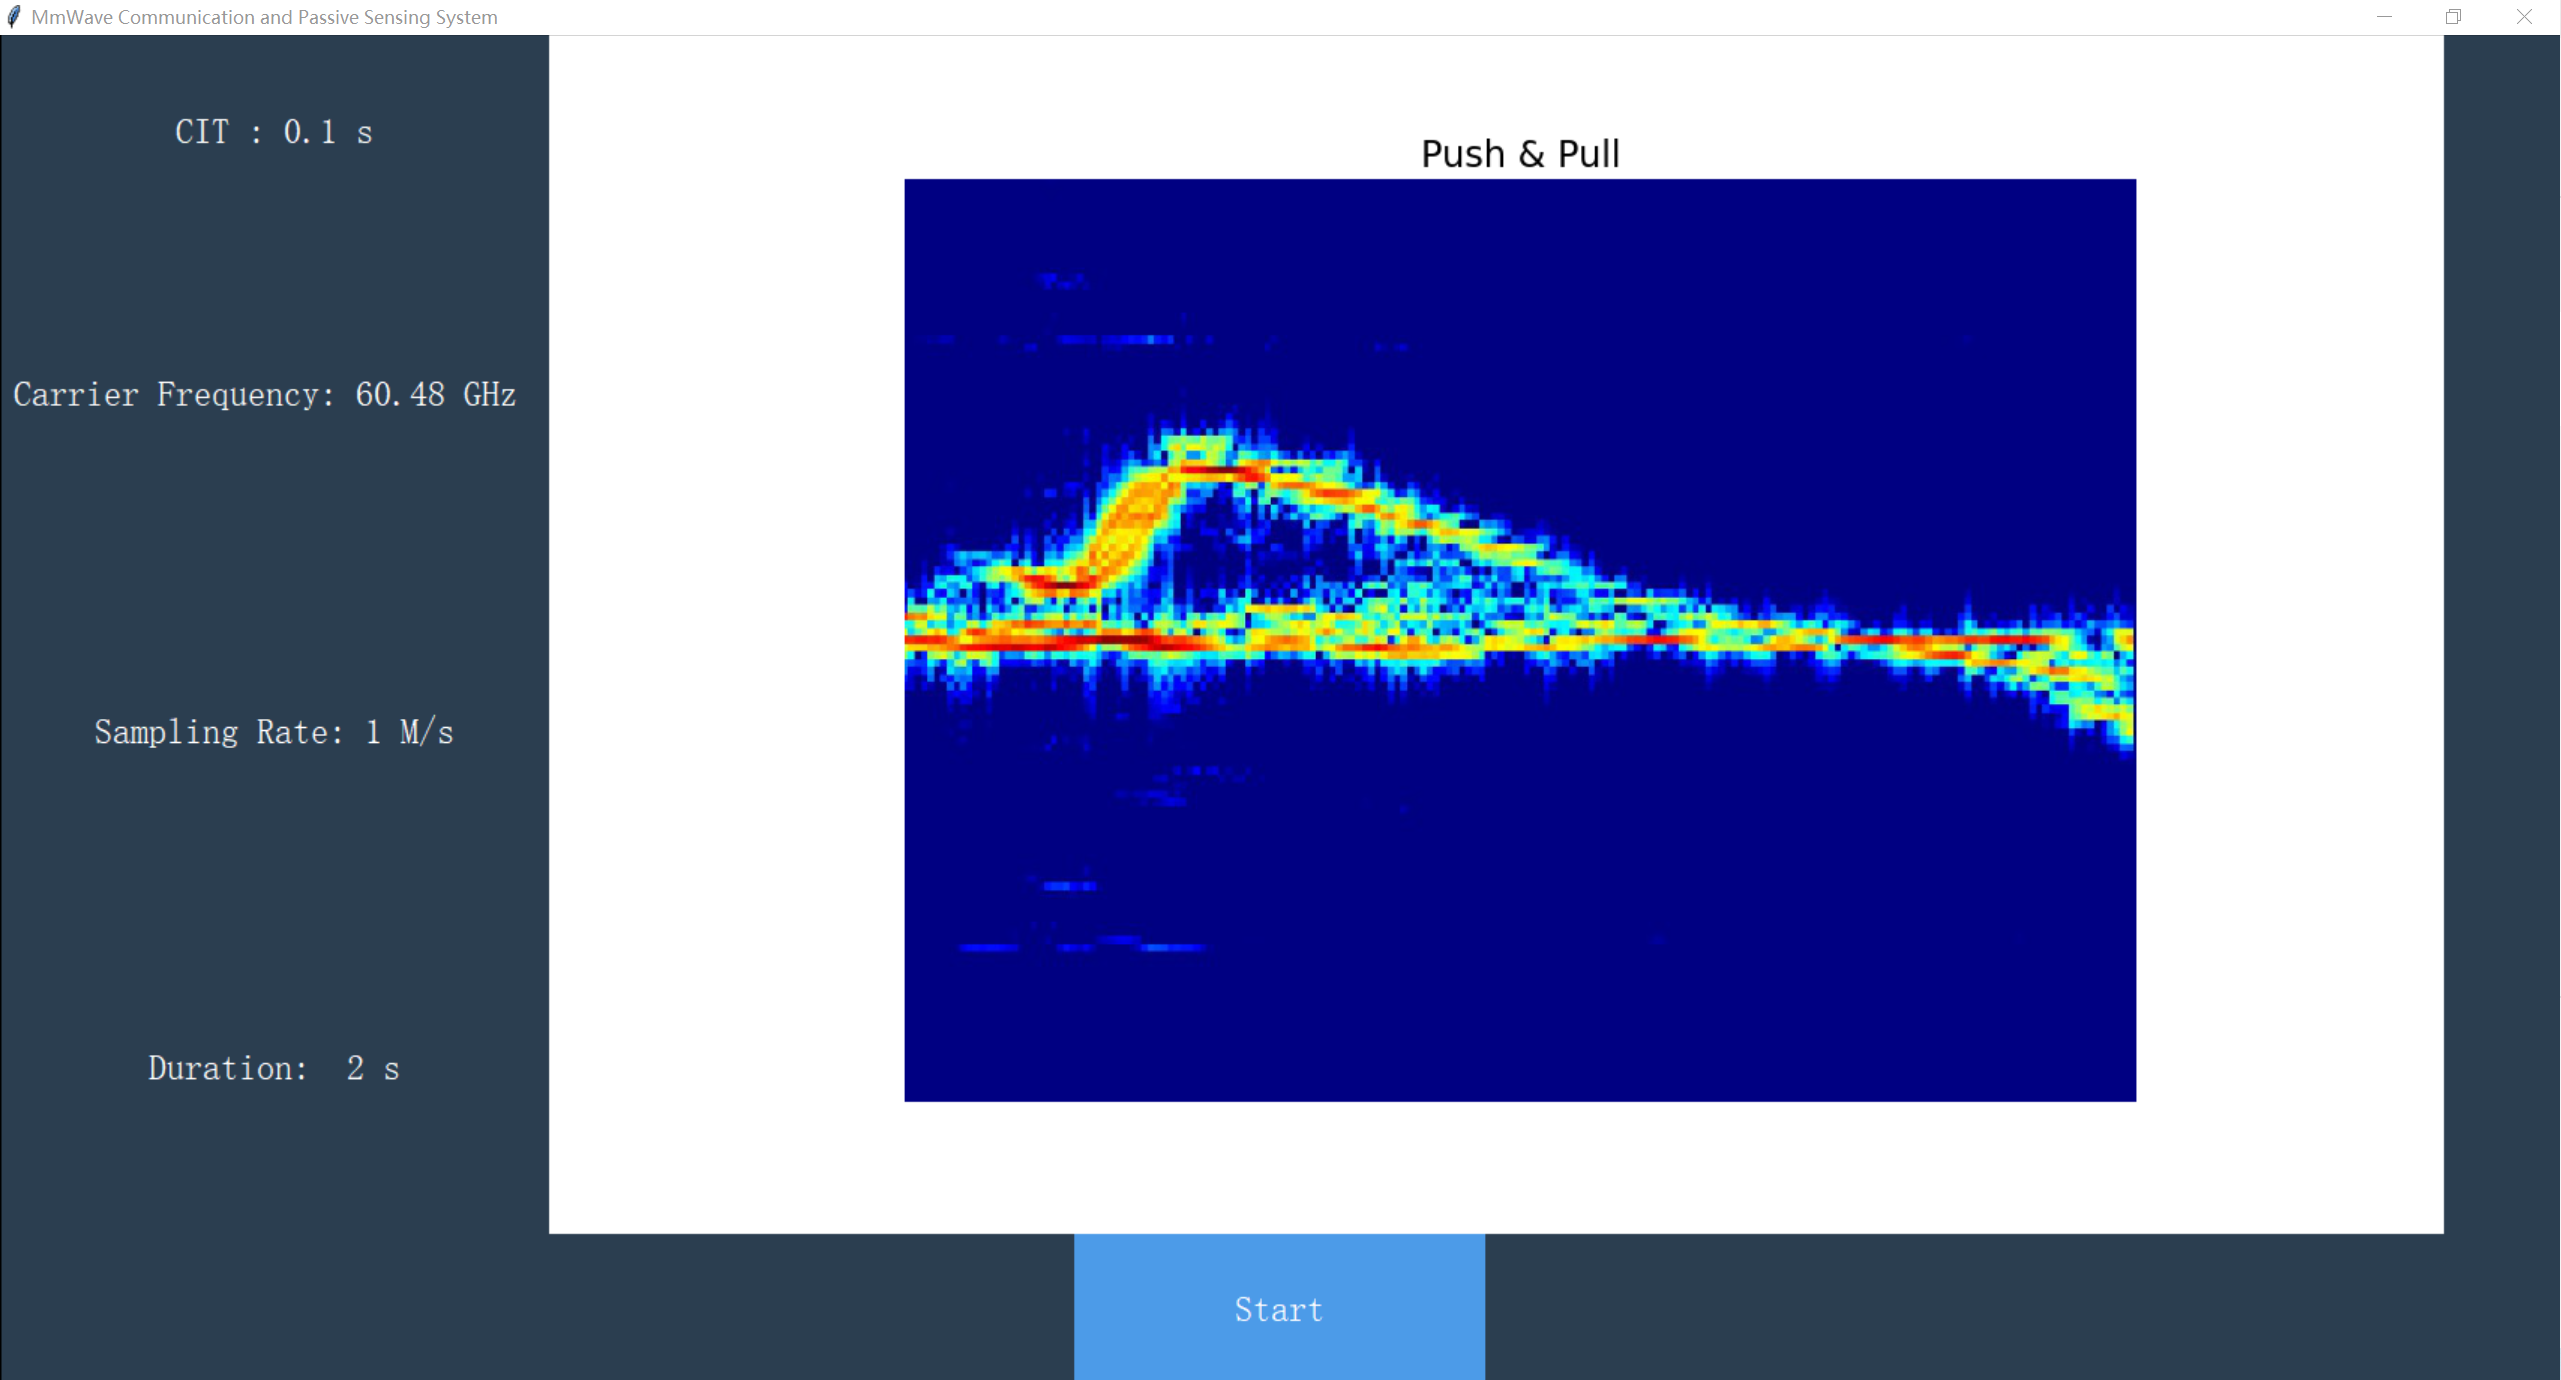 MmWave Communication and Passive Sensing System
CIT : 0.1 s
Carrier Frequency: 60.48 GHz
Sampling Rate: 1 M/s
Duration:  2 s
Push & Pull
Start